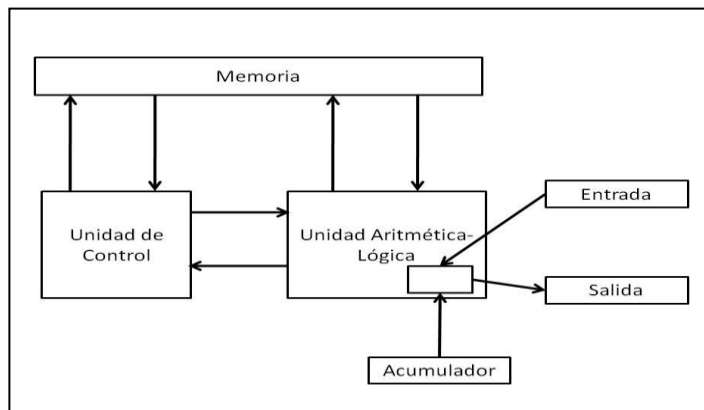 Memoria
Unidad de
Control
Unidad Aritmética-
Lógica
Entrada
Salida
Acumulador